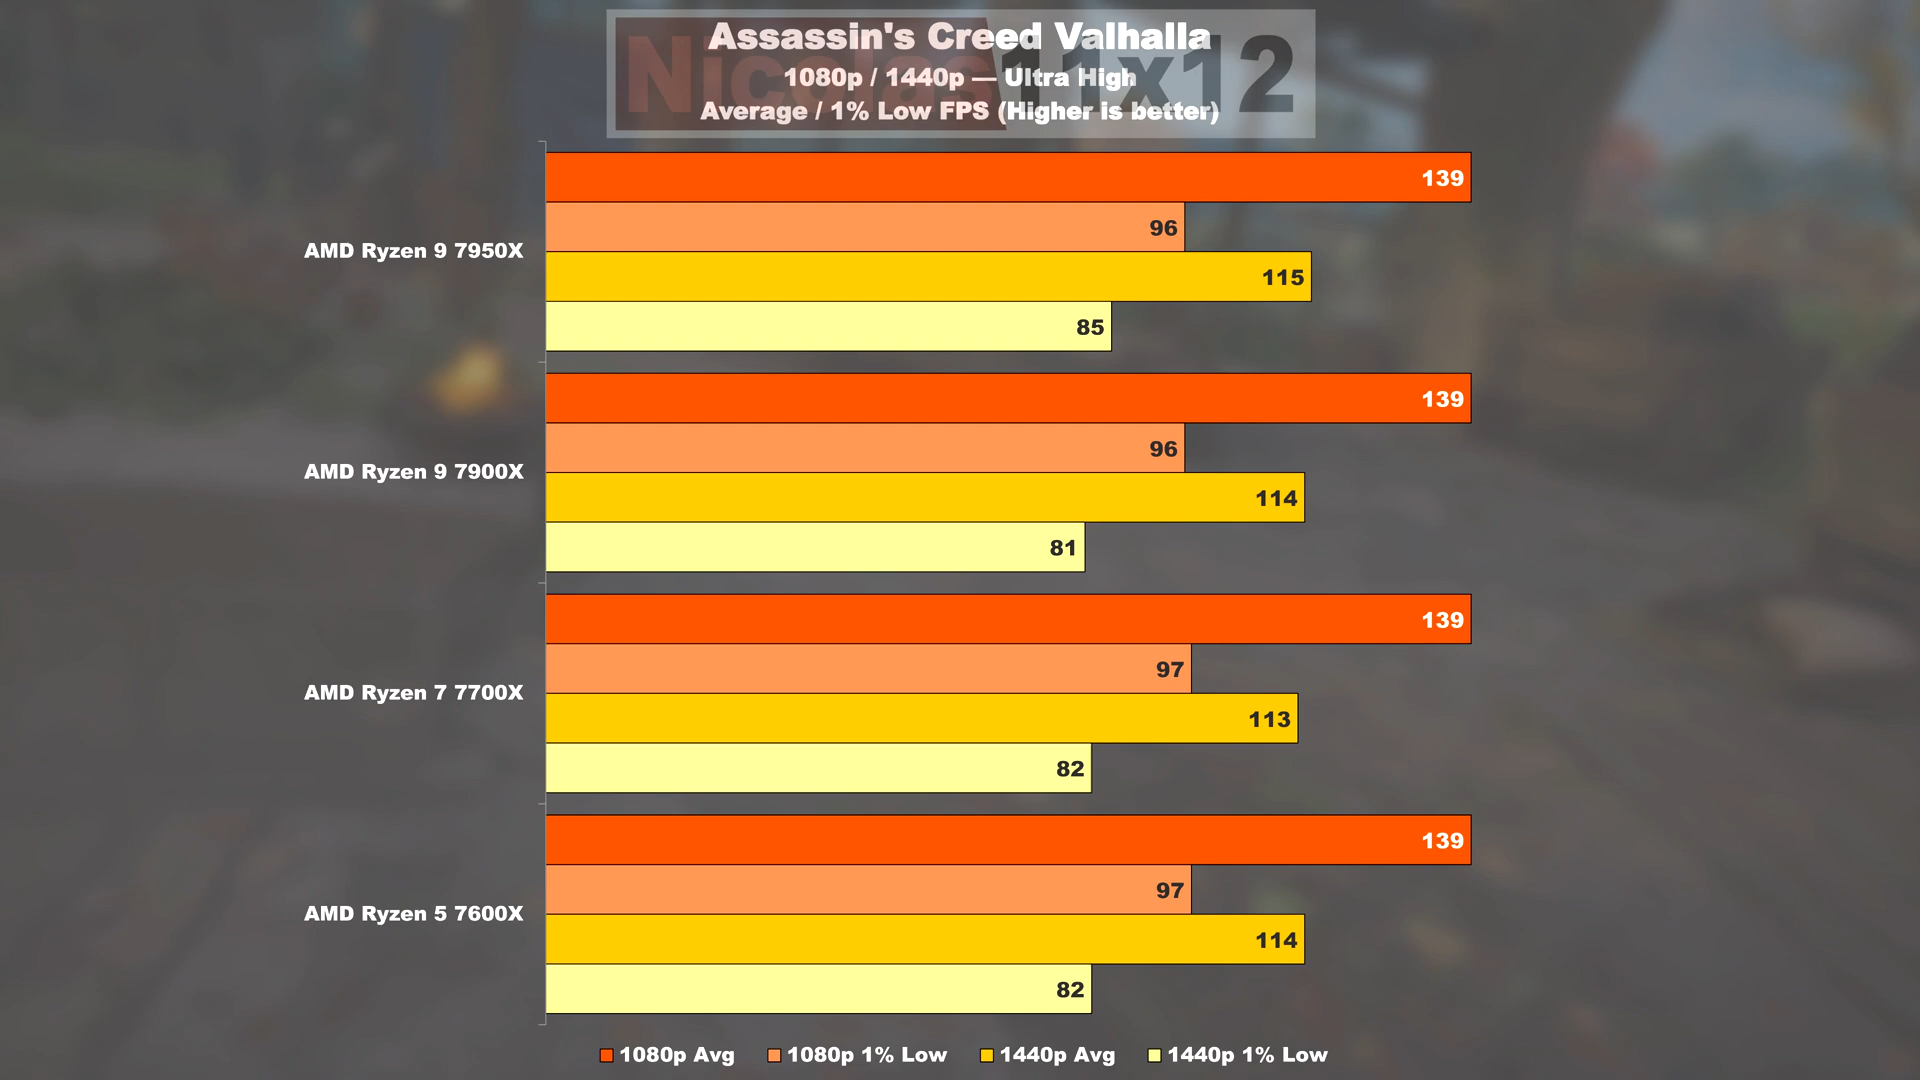 Assassin's Creed Valhalla
1080p / 1440p — Ultra High
Average / 1% Low FPS (Higher is better)
Nicolas11x12
AMD Ryzen 9 7950X
139
96
115
85
AMD Ryzen 9 7900X
139
96
114
81
AMD Ryzen 7 7700X
139
97
113
82
AMD Ryzen 5 7600X
139
97
114
82
1080p Avg 1080p 1% Low 1440p Avg 1440p 1% Low